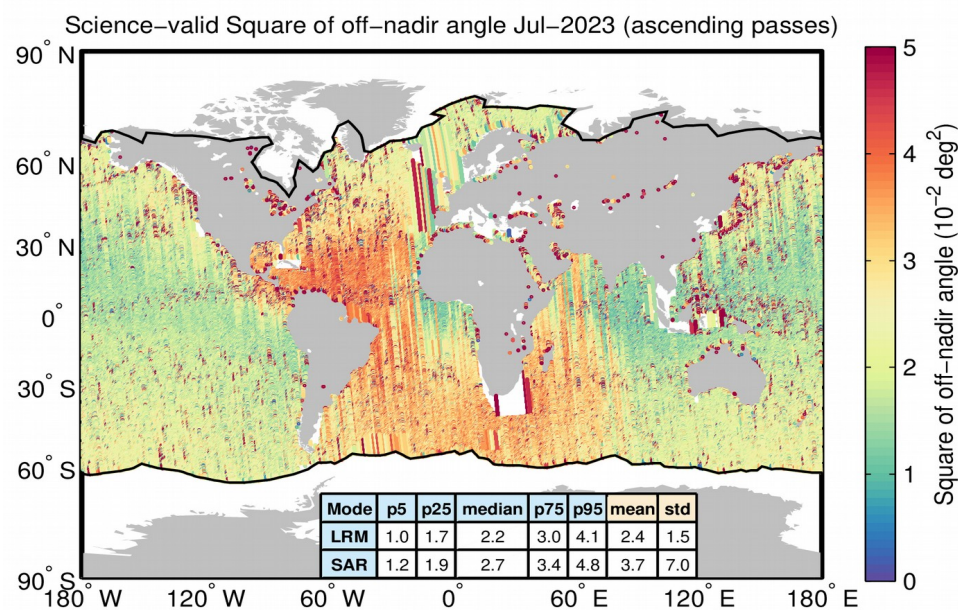 Science−valid Square of off−nadir angle Jul−2023 (ascending passes)
90° N
60° N
30° N
0°
30° S
60° S
90° S
180° W 120° W 60° W 0° 60° E 120° E 180° E
5
4
3
2
1
0
Square of off−nadir angle (10⁻² deg²)
Mode p5 p25 median p75 p95 mean std
LRM 1.0 1.7 2.2 3.0 4.1 2.4 1.5
SAR 1.2 1.9 2.7 3.4 4.8 3.7 7.0